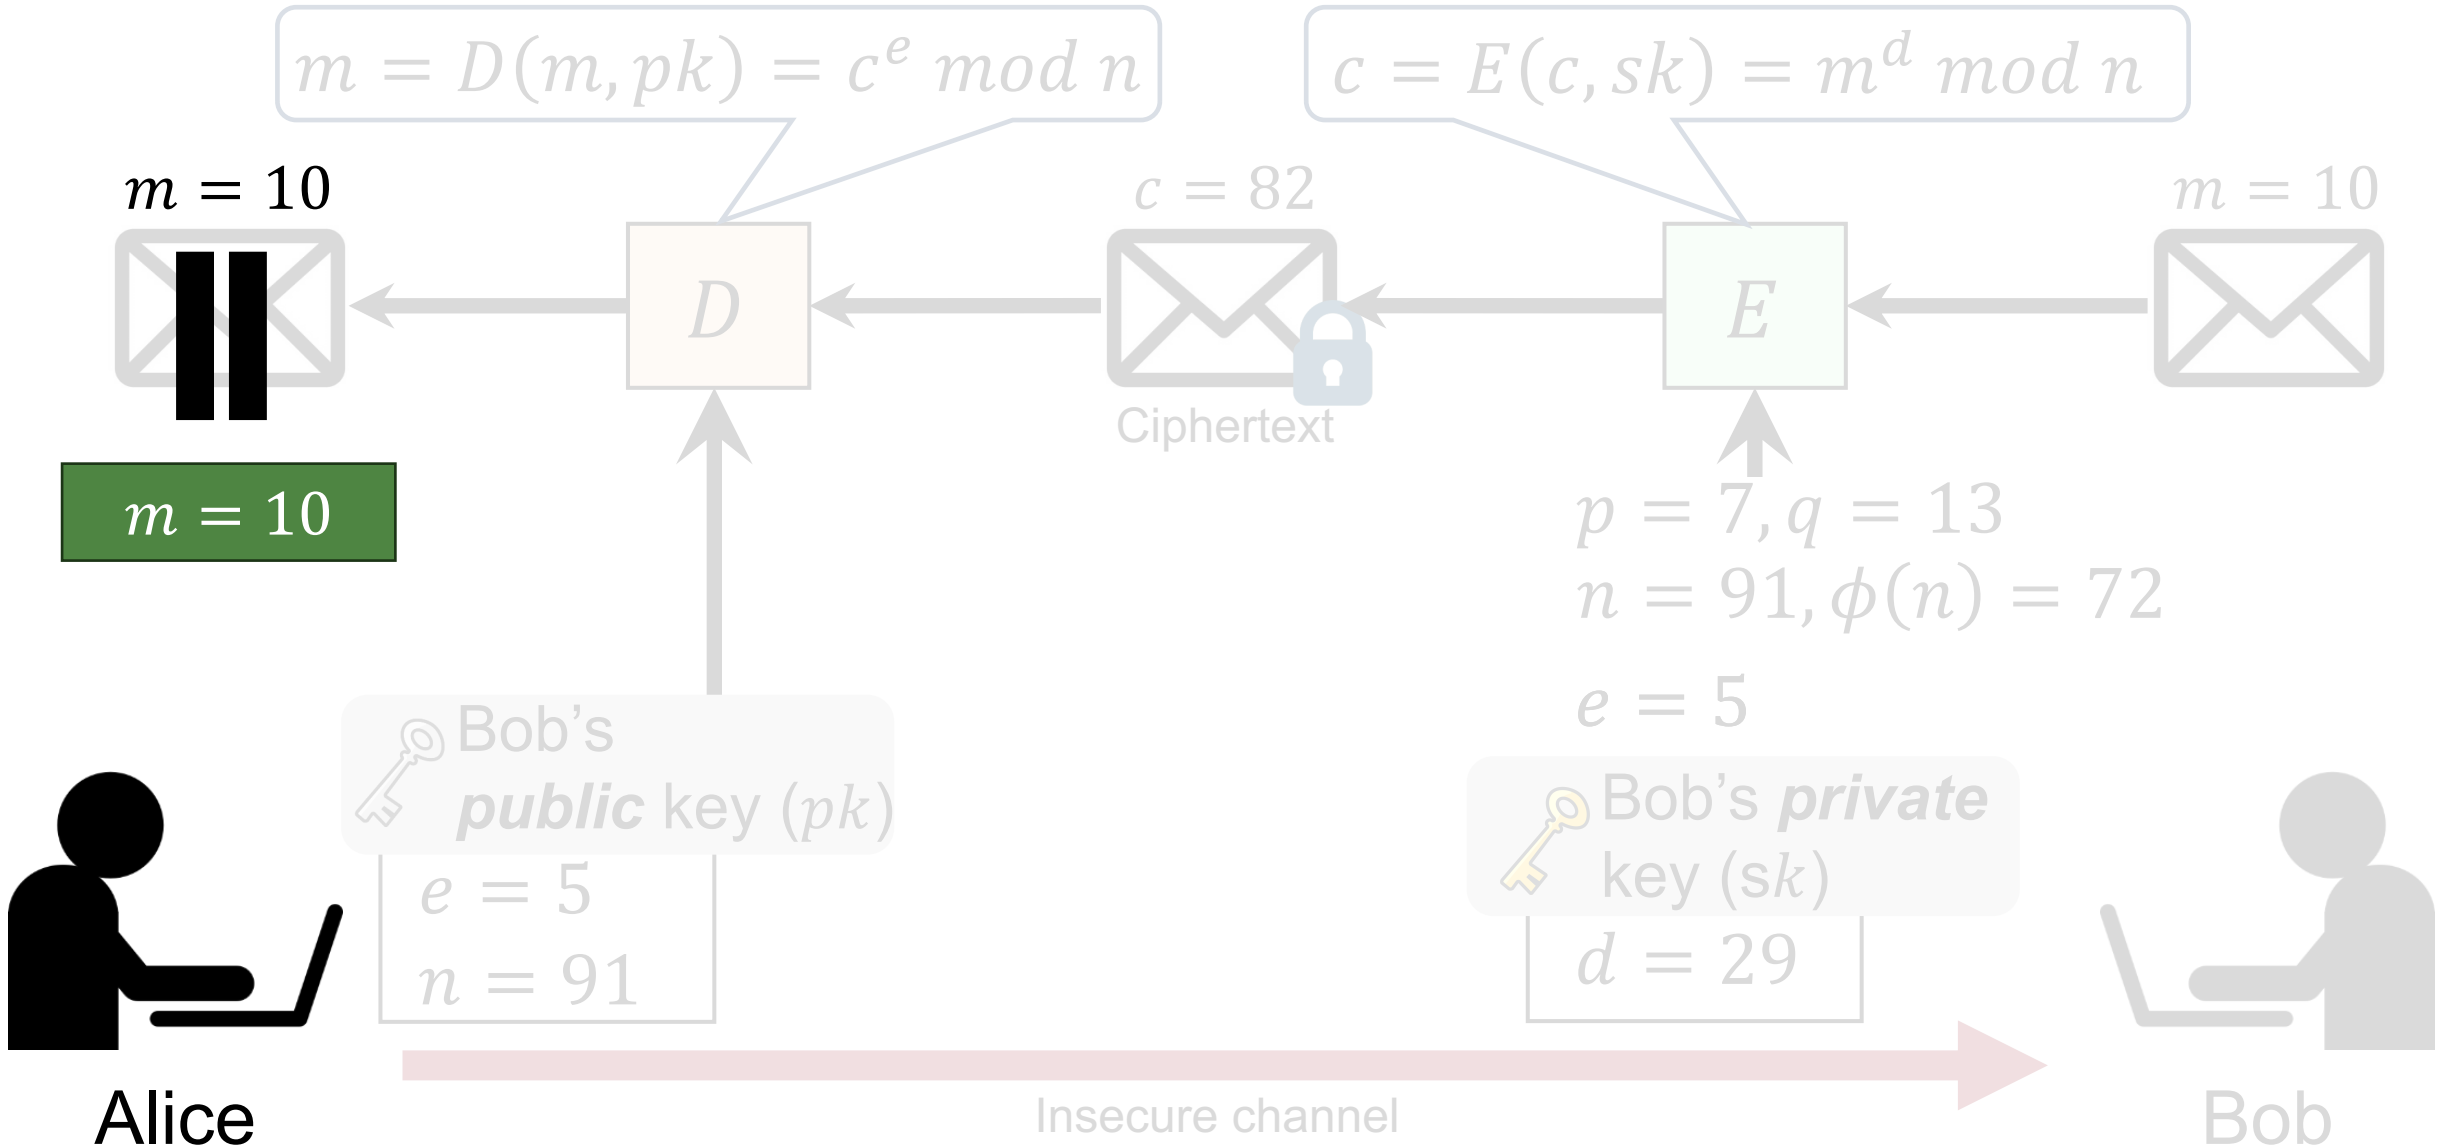 m = D(m, pk) = c^e mod n
c = E(c, sk) = m^d mod n
m = 10
c = 82
m = 10
D
E
Ciphertext
m = 10
p = 7, q = 13
n = 91, ϕ(n) = 72
e = 5
Bob's
public key (pk)
e = 5
n = 91
Bob's private
key (sk)
d = 29
Insecure channel
Alice
Bob